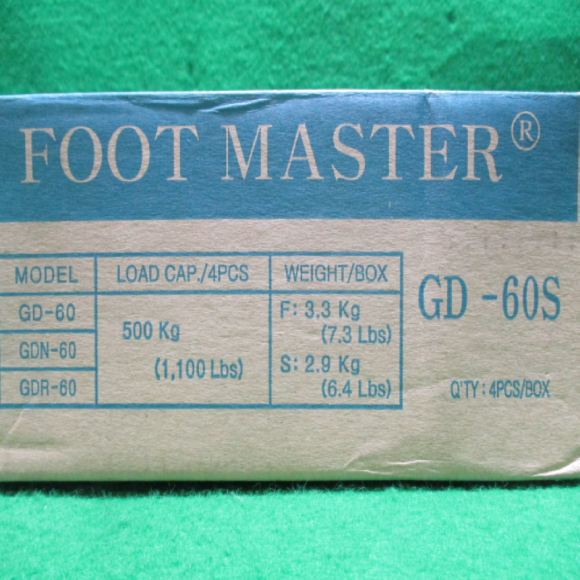 FOOT MASTER®
MODEL LOAD CAP./4PCS WEIGHT/BOX
GD-60
GDN-60
GDR-60
500 Kg
(1,100 Lbs)
F: 3.3 Kg
(7.3 Lbs)
S: 2.9 Kg
(6.4 Lbs)
GD -60S
Q'TY : 4PCS/BOX